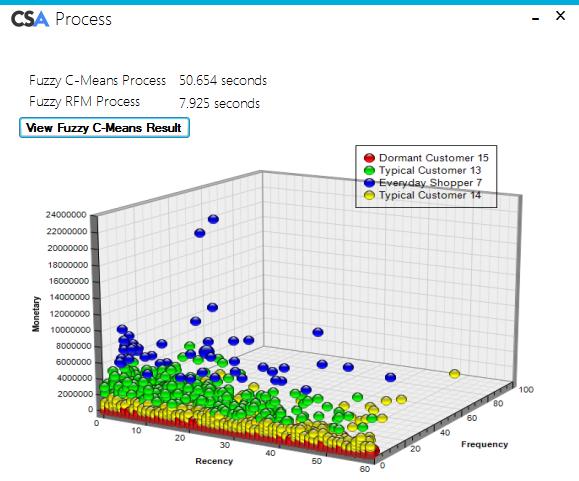 CSA Process
Fuzzy C-Means Process 50.654 seconds
Fuzzy RFM Process 7.925 seconds
View Fuzzy C-Means Result
Dormant Customer 15
Typical Customer 13
Everyday Shopper 7
Typical Customer 14
24000000
22000000
20000000
18000000
16000000
14000000
12000000
10000000
8000000
6000000
4000000
2000000
0
Monetary
0
10
20
30
40
50
60
Recency
0
20
40
60
80
100
Frequency